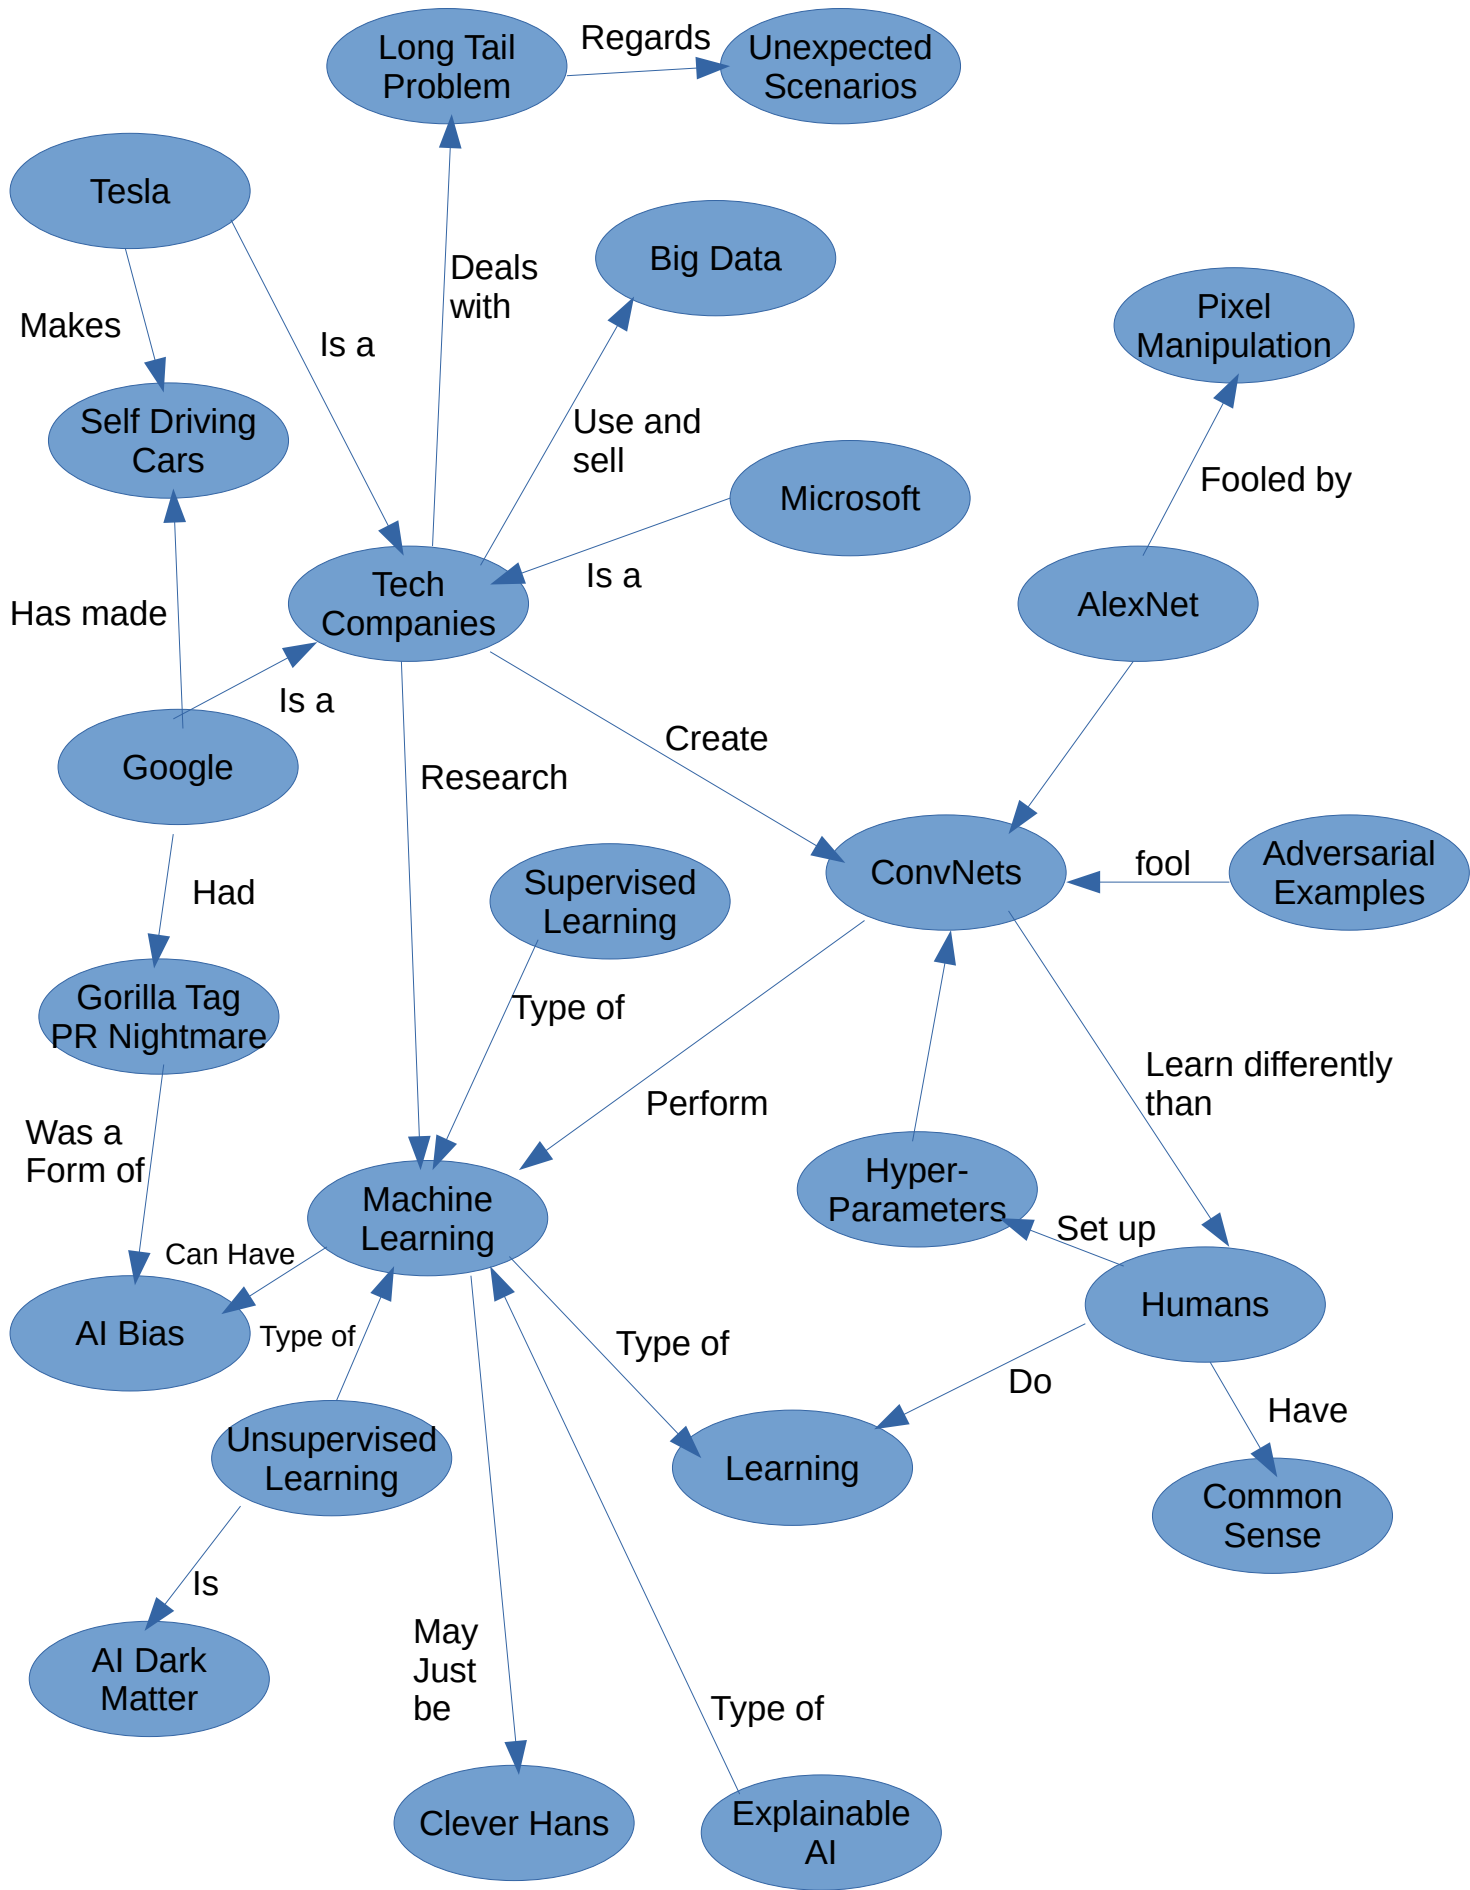 Long Tail
Problem
Regards
Unexpected
Scenarios
Tesla
Deals
with
Big Data
Makes
Is a
Pixel
Manipulation
Self Driving
Cars
Use and
sell
Microsoft
Fooled by
Has made
Tech
Companies
Is a
AlexNet
Is a
Google
Research
Create
Had
Supervised
Learning
ConvNets
fool
Adversarial
Examples
Gorilla Tag
PR Nightmare
Type of
Was a
Form of
Perform
Learn differently
than
Machine
Learning
Hyper-
Parameters
Set up
Can Have
AI Bias
Type of
Type of
Humans
Do
Have
Unsupervised
Learning
Learning
Common
Sense
Is
AI Dark
Matter
May
Just
be
Type of
Clever Hans
Explainable
AI